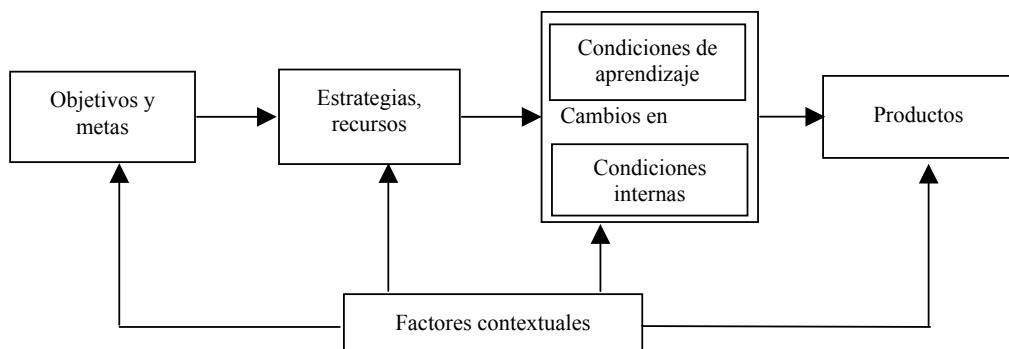 Objetivos y
metas
Estrategias,
recursos
Condiciones de
aprendizaje
Cambios en
Condiciones
internas
Productos
Factores contextuales